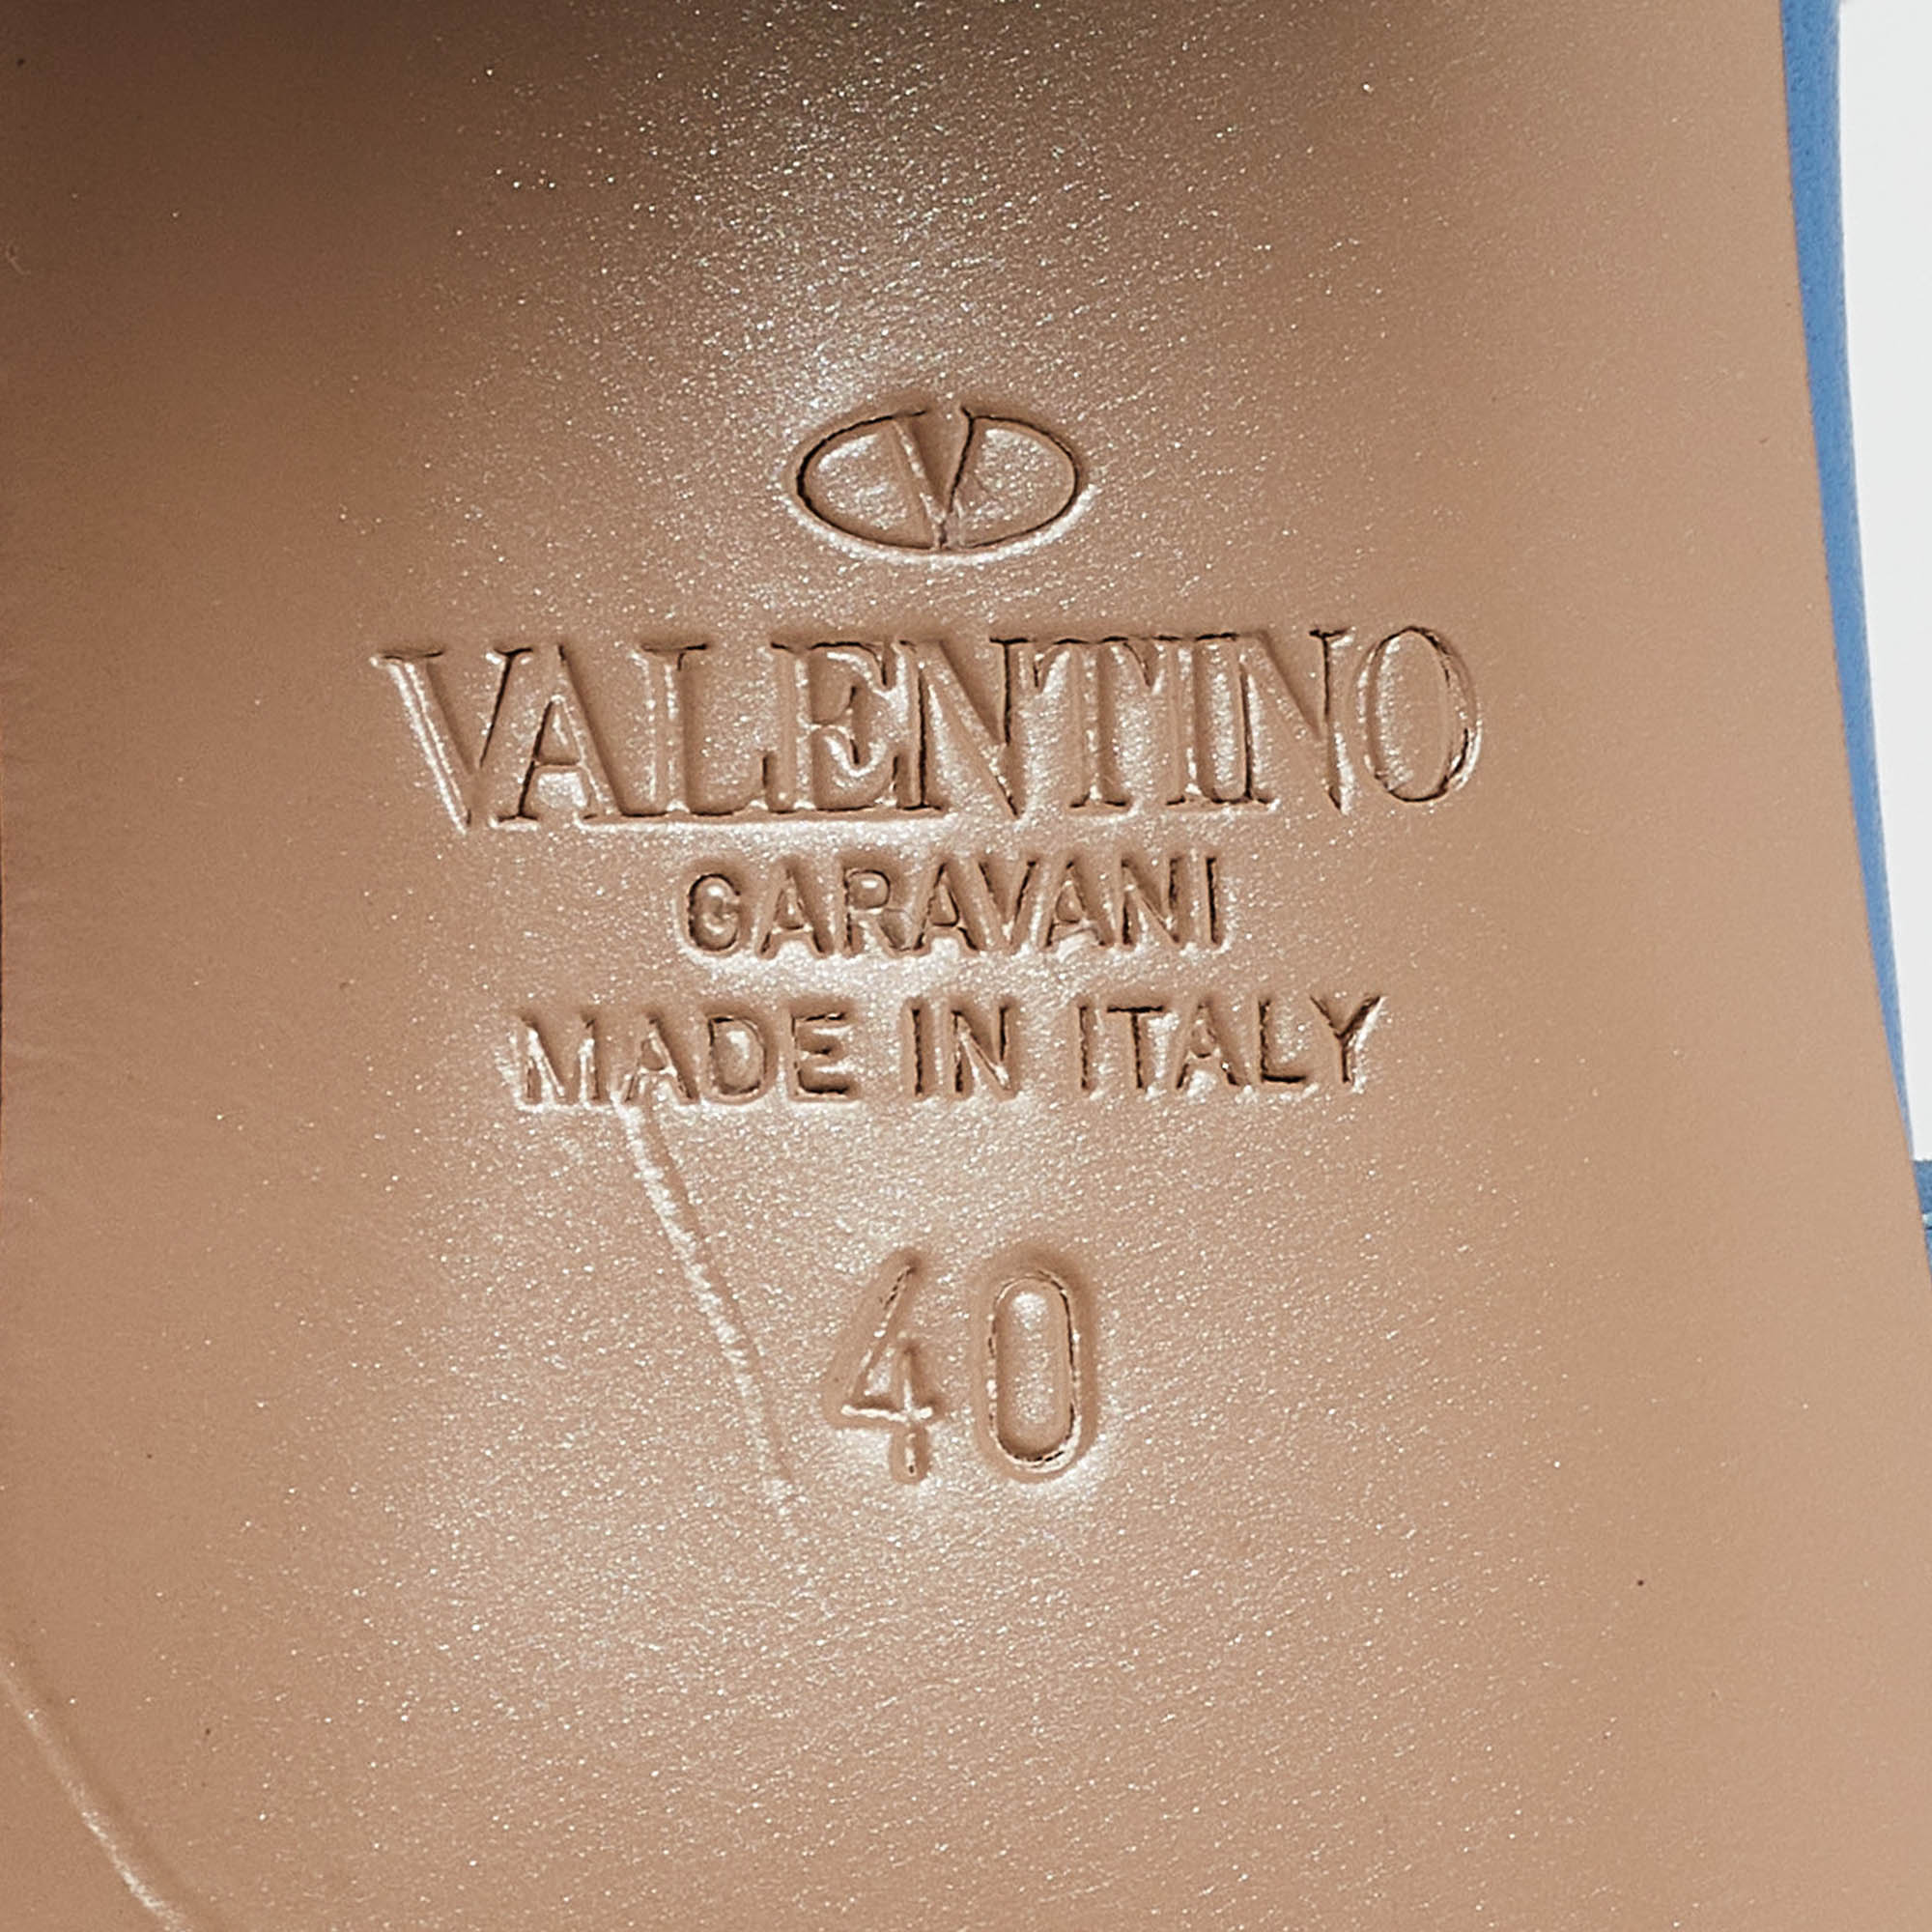 V
VALENTINO
GARAVANI
MADE IN ITALY
40